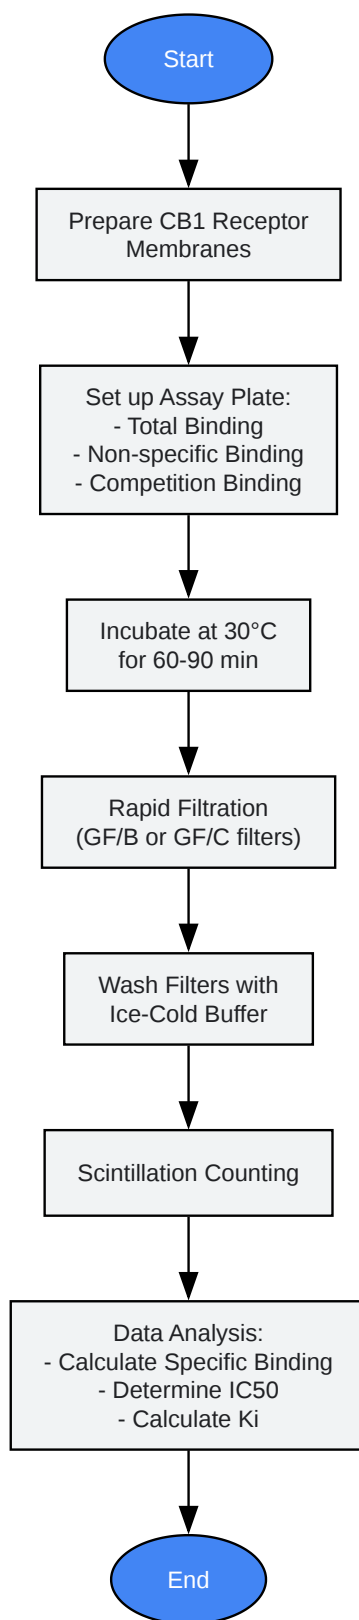 Start
Prepare CB1 Receptor
Membranes
Set up Assay Plate:
- Total Binding
- Non-specific Binding
- Competition Binding
Incubate at 30°C
for 60-90 min
Rapid Filtration
(GF/B or GF/C filters)
Wash Filters with
Ice-Cold Buffer
Scintillation Counting
Data Analysis:
- Calculate Specific Binding
- Determine IC50
- Calculate Ki
End